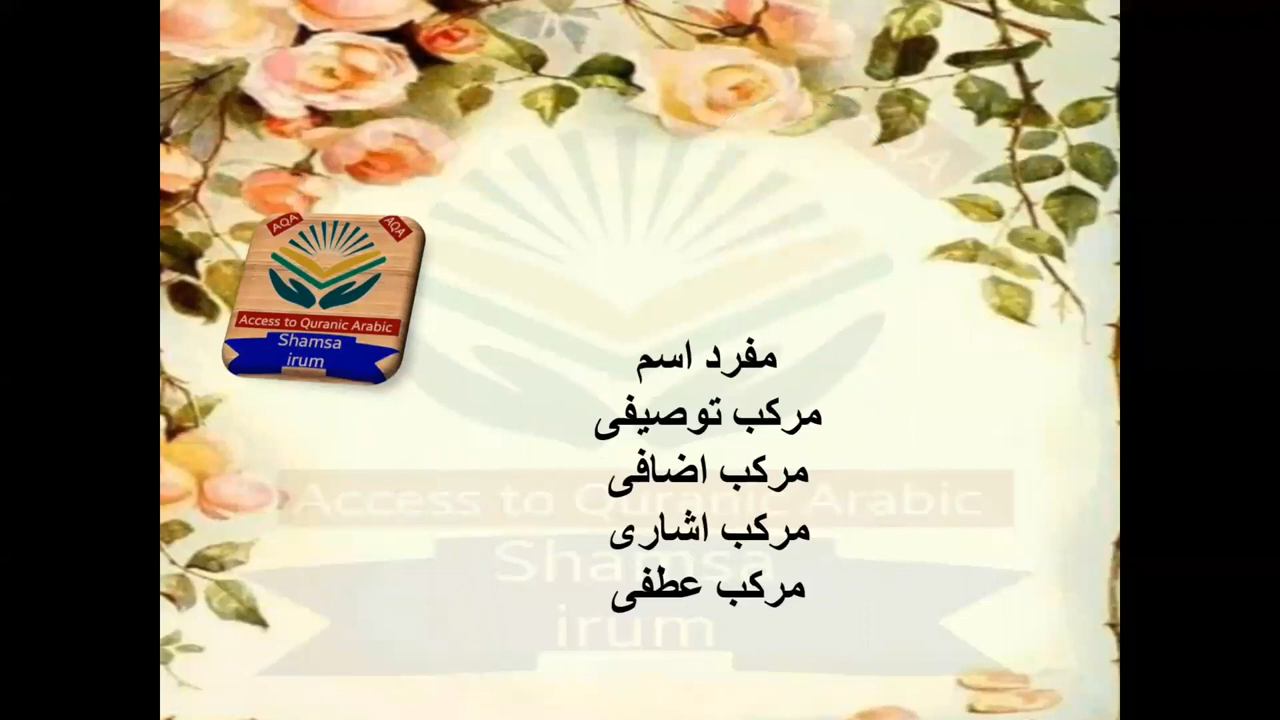 AQA
AQA
Access to Quranic Arabic
Shamsa
irum
مفرد اسم
مرکب توصیفی
مرکب اضافی
مرکب اشاری
مرکب عطفی
AQA
Access to Quranic Arabic
Shamsa
irum